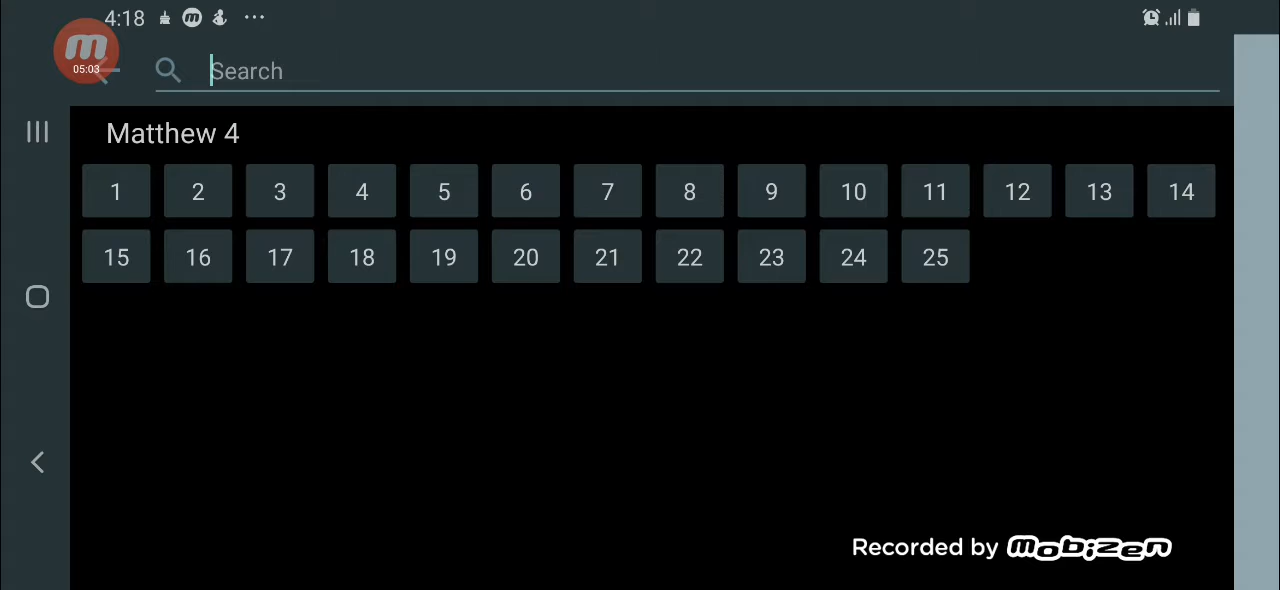 4:18
05:03
Search
Matthew 4
1 2 3 4 5 6 7 8 9 10 11 12 13 14
15 16 17 18 19 20 21 22 23 24 25
Recorded by mobizen